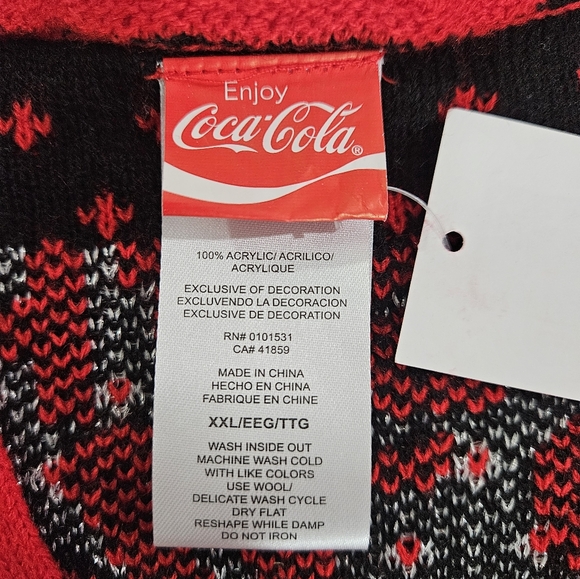 Enjoy
Coca-Cola®
100% ACRYLIC/ ACRILICO/
ACRYLIQUE
EXCLUSIVE OF DECORATION
EXCLUVENDO LA DECORACION
EXCLUSIVE DE DECORATION
RN# 0101531
CA# 41859
MADE IN CHINA
HECHO EN CHINA
FABRIQUE EN CHINE
XXL/EEG/TTG
WASH INSIDE OUT
MACHINE WASH COLD
WITH LIKE COLORS
USE WOOL/
DELICATE WASH CYCLE
DRY FLAT
RESHAPE WHILE DAMP
DO NOT IRON